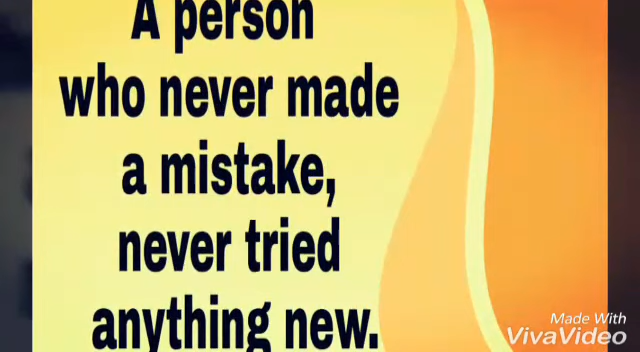 A person
who never made
a mistake,
never tried
anything new.
Made With
VivaVideo